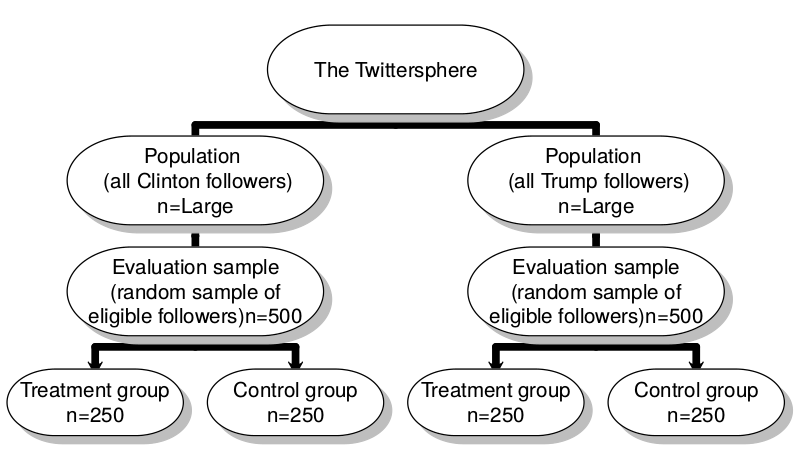 The Twittersphere
Population
(all Clinton followers)
n=Large
Population
(all Trump followers)
n=Large
Evaluation sample
(random sample of
eligible followers)n=500
Evaluation sample
(random sample of
eligible followers)n=500
Treatment group
n=250
Control group
n=250
Treatment group
n=250
Control group
n=250